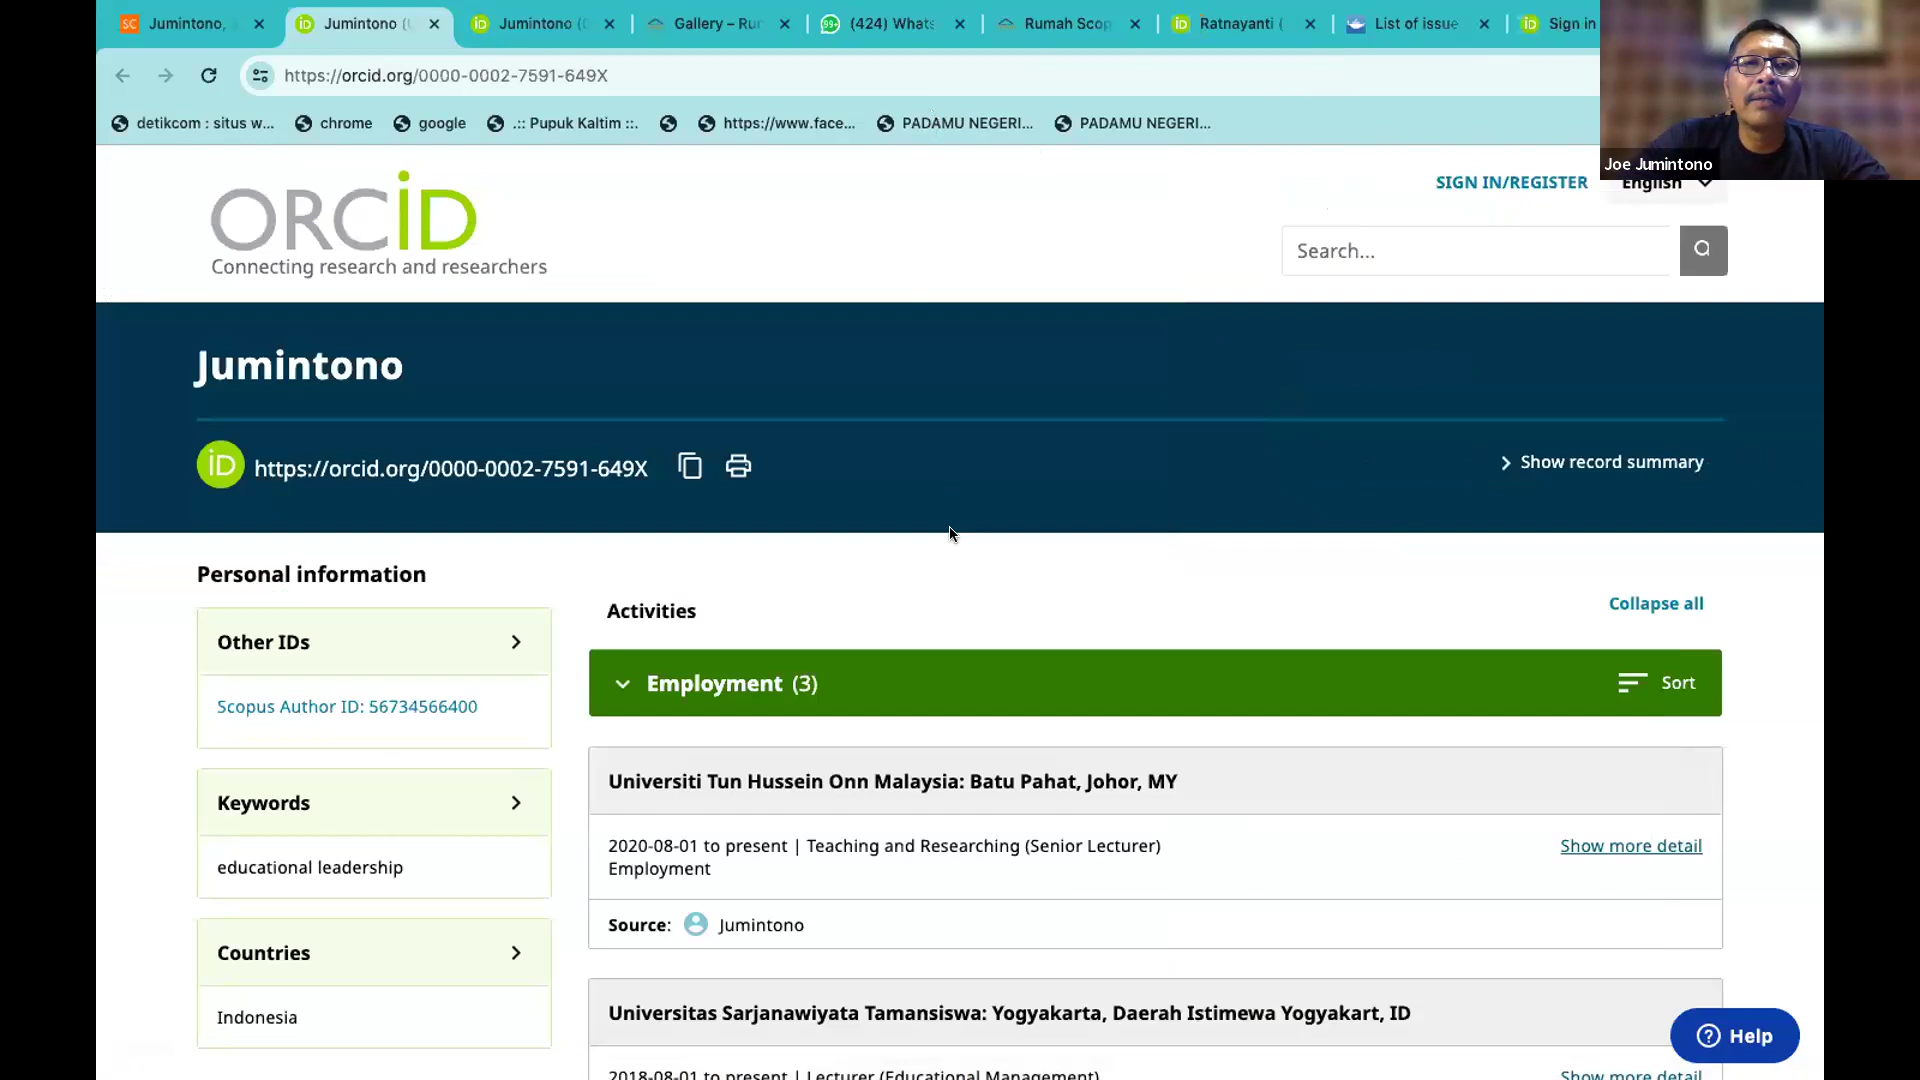 Jumintono,
Jumintono (
Jumintono (
Gallery – Ru
(424) Whats
Rumah Scop
Ratnayanti (
List of issue
Sign in
https://orcid.org/0000-0002-7591-649X
detikcom : situs w...
chrome
google
.:: Pupuk Kaltim ::.
https://www.face...
PADAMU NEGERI...
PADAMU NEGERI...
Joe Jumintono
SIGN IN/REGISTER
English
ORCID
Connecting research and researchers
Search...
Jumintono
iD https://orcid.org/0000-0002-7591-649X
Show record summary
Personal information
Other IDs
Scopus Author ID: 56734566400
Keywords
educational leadership
Countries
Indonesia
Activities
Collapse all
Employment (3)
Sort
Universiti Tun Hussein Onn Malaysia: Batu Pahat, Johor, MY
2020-08-01 to present | Teaching and Researching (Senior Lecturer)
Show more detail
Employment
Source: Jumintono
Universitas Sarjanawiyata Tamansiswa: Yogyakarta, Daerah Istimewa Yogyakart, ID
2018-08-01 to present | Lecturer (Educational Management)
Show more detail
Help